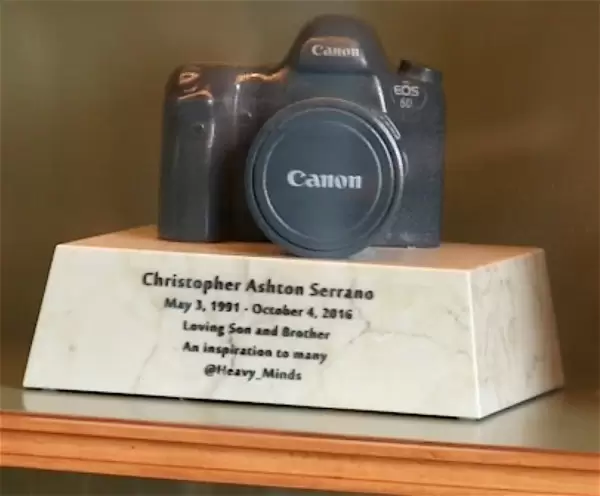 Canon
EOS
6D
Canon
Christopher Ashton Serrano
May 3, 1991 - October 4, 2016
Loving Son and Brother
An inspiration to many
@Heavy_Minds